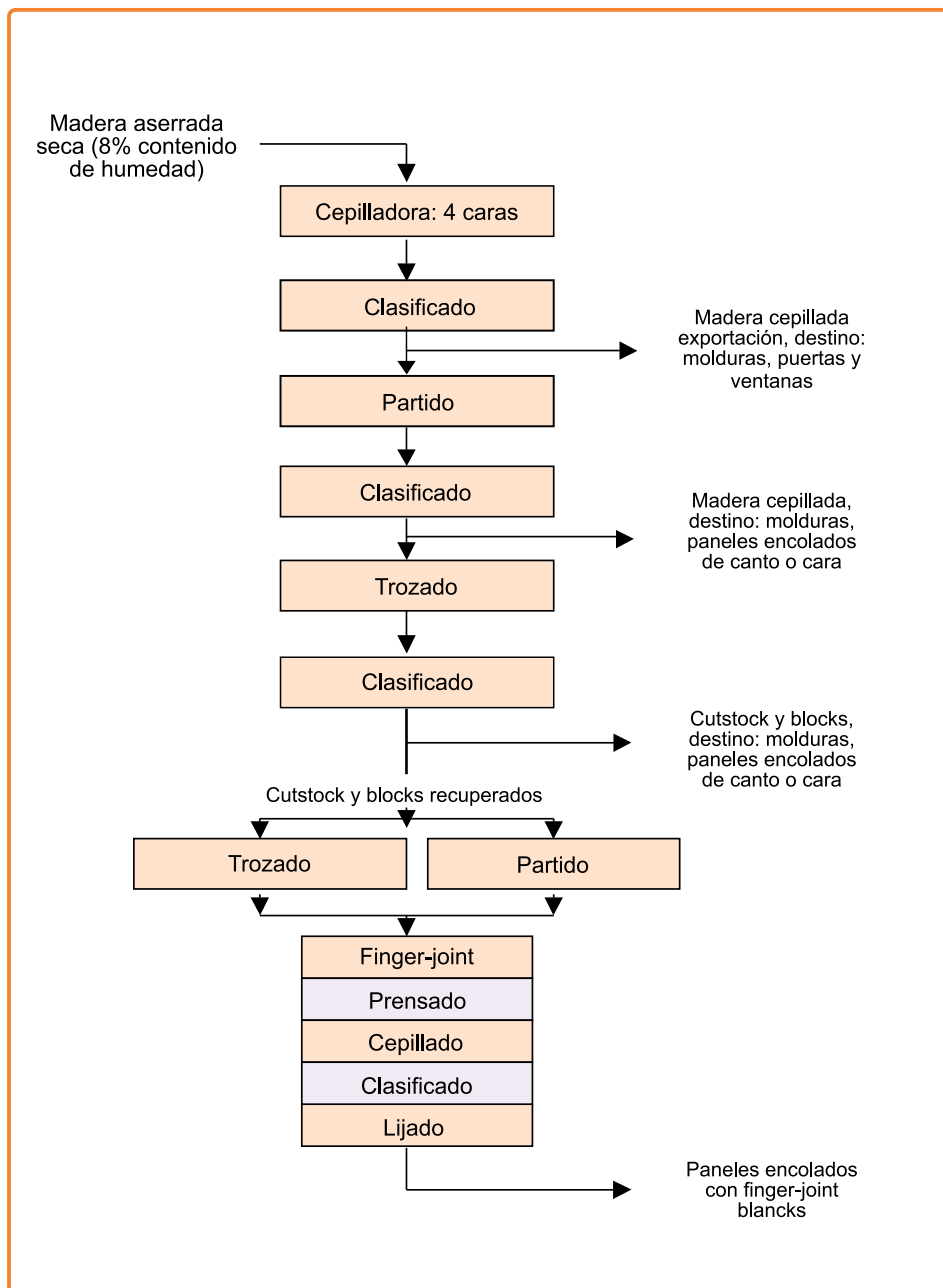 Madera aserrada
seca (8% contenido
de humedad)
Cepilladora: 4 caras
Clasificado
Madera cepillada
exportación, destino:
molduras, puertas y
ventanas
Partido
Clasificado
Madera cepillada,
destino: molduras,
paneles encolados
de canto o cara
Trozado
Clasificado
Cutstock y blocks,
destino: molduras,
paneles encolados
de canto o cara
Cutstock y blocks recuperados
Trozado
Partido
Finger-joint
Prensado
Cepillado
Clasificado
Lijado
Paneles encolados
con finger-joint
blancks